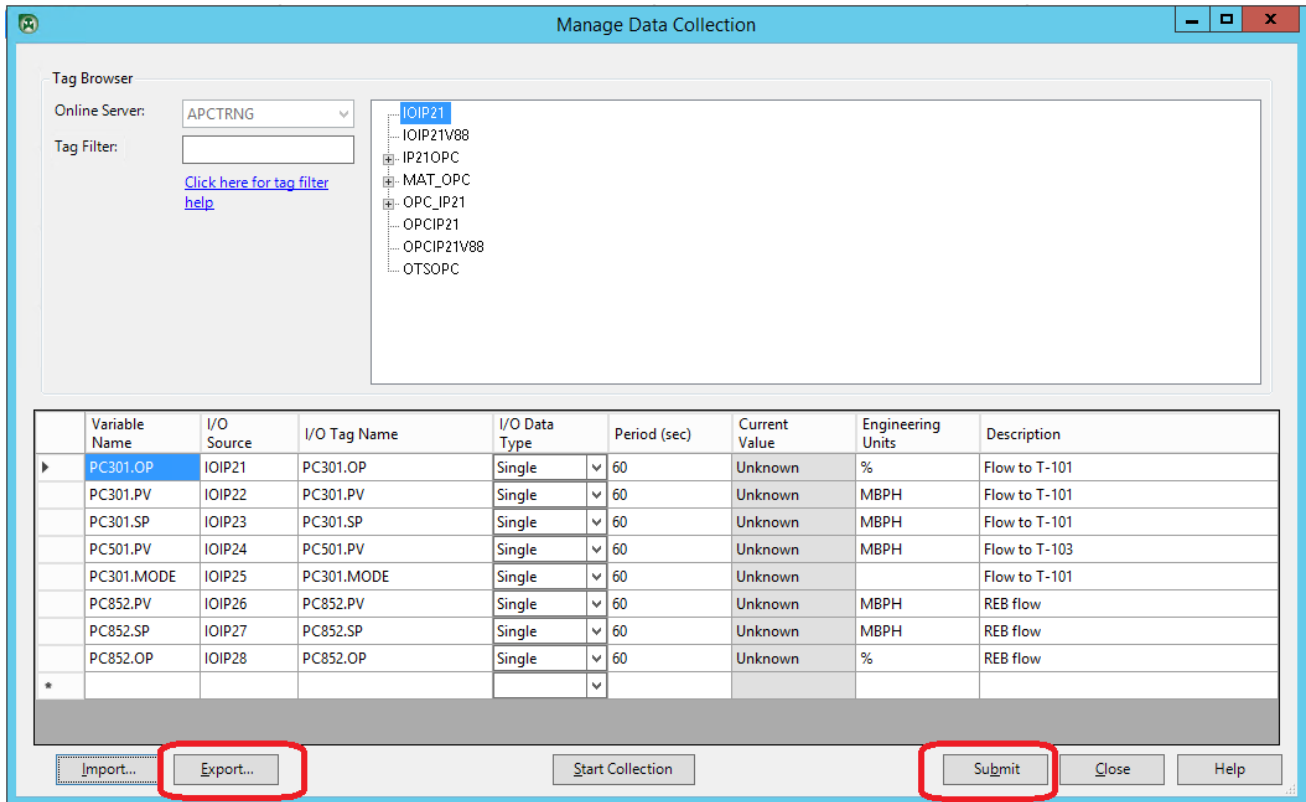 Manage Data Collection
Tag Browser
Online Server:
APCTRNG
Tag Filter:
Click here for tag filter
help
IOIP21
IOIP21V88
IP21OPC
MAT_OPC
OPC_IP21
OPCIP21
OPCIP21V88
OTSOPC
Variable Name I/O Source I/O Tag Name I/O Data Type Period (sec) Current Value Engineering Units Description
PC301.OP IOIP21 PC301.OP Single 60 Unknown % Flow to T-101
PC301.PV IOIP22 PC301.PV Single 60 Unknown MBPH Flow to T-101
PC301.SP IOIP23 PC301.SP Single 60 Unknown MBPH Flow to T-101
PC501.PV IOIP24 PC501.PV Single 60 Unknown MBPH Flow to T-103
PC301.MODE IOIP25 PC301.MODE Single 60 Unknown Flow to T-101
PC852.PV IOIP26 PC852.PV Single 60 Unknown MBPH REB flow
PC852.SP IOIP27 PC852.SP Single 60 Unknown MBPH REB flow
PC852.OP IOIP28 PC852.OP Single 60 Unknown % REB flow
*
Import... Export... Start Collection Submit Close Help